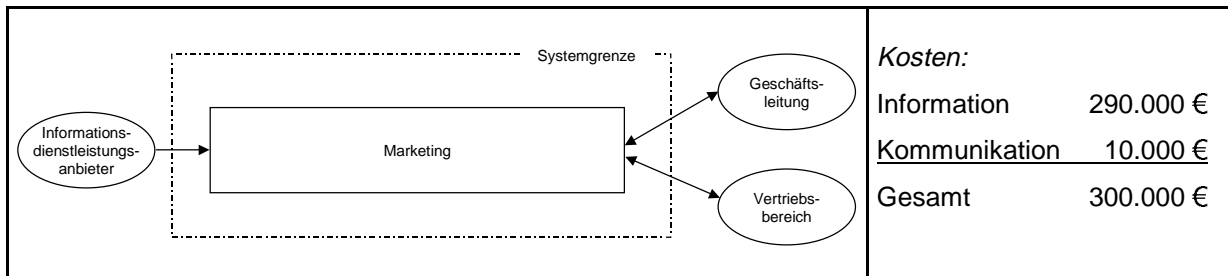 Systemgrenze
Informations-
dienstleistungs-
anbieter
Marketing
Geschäfts-
leitung
Vertriebs-
bereich
Kosten:
Information 290.000 €
Kommunikation 10.000 €
Gesamt 300.000 €